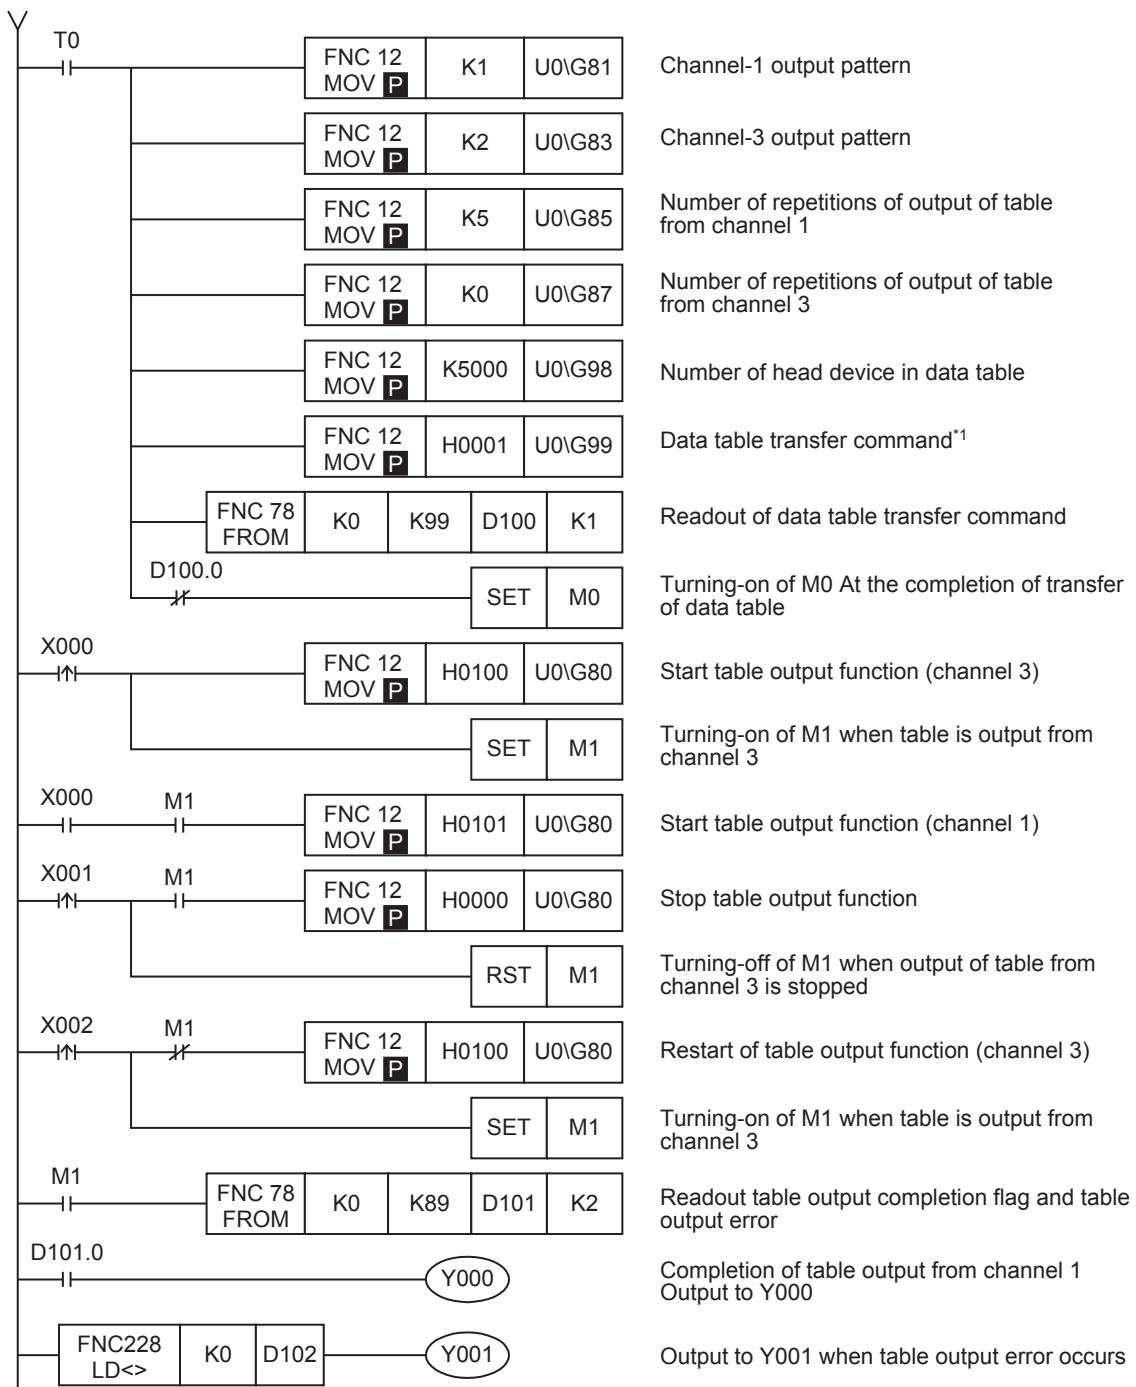 T0
FNC 12 MOV P K1 U0\G81 Channel-1 output pattern
FNC 12 MOV P K2 U0\G83 Channel-3 output pattern
FNC 12 MOV P K5 U0\G85 Number of repetitions of output of table
from channel 1
FNC 12 MOV P K0 U0\G87 Number of repetitions of output of table
from channel 3
FNC 12 MOV P K5000 U0\G98 Number of head device in data table
FNC 12 MOV P H0001 U0\G99 Data table transfer command*1
FNC 78 FROM K0 K99 D100 K1 Readout of data table transfer command
D100.0
SET M0 Turning-on of M0 At the completion of transfer
of data table
X000
FNC 12 MOV P H0100 U0\G80 Start table output function (channel 3)
SET M1 Turning-on of M1 when table is output from
channel 3
X000 M1
FNC 12 MOV P H0101 U0\G80 Start table output function (channel 1)
X001 M1
FNC 12 MOV P H0000 U0\G80 Stop table output function
RST M1 Turning-off of M1 when output of table from
channel 3 is stopped
X002 M1
FNC 12 MOV P H0100 U0\G80 Restart of table output function (channel 3)
SET M1 Turning-on of M1 when table is output from
channel 3
M1
FNC 78 FROM K0 K89 D101 K2 Readout table output completion flag and table
output error
D101.0
Y000 Completion of table output from channel 1
Output to Y000
FNC228 LD<> K0 D102 Y001 Output to Y001 when table output error occurs